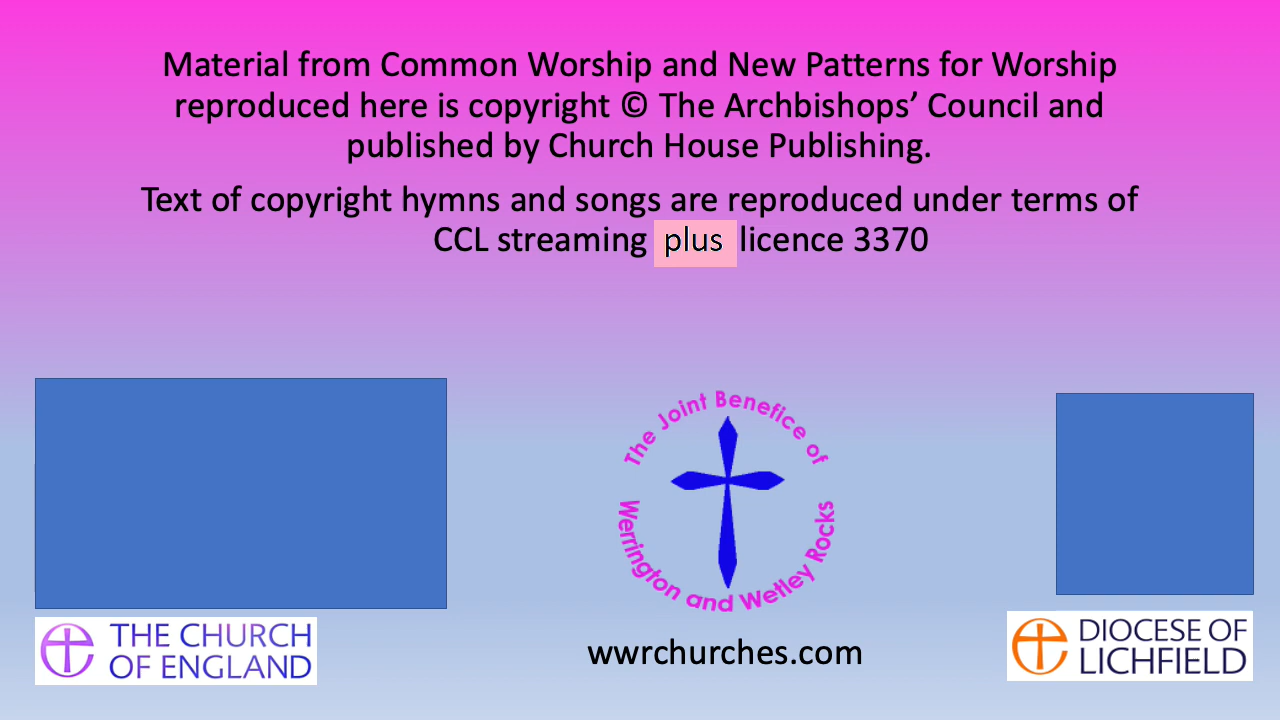 Material from Common Worship and New Patterns for Worship
reproduced here is copyright © The Archbishops’ Council and
published by Church House Publishing.
Text of copyright hymns and songs are reproduced under terms of
CCL streaming plus licence 3370
The Joint Benefice of
Werrington and Wetley Rocks
THE CHURCH
OF ENGLAND
wwrchurches.com
DIOCESE OF
LICHFIELD